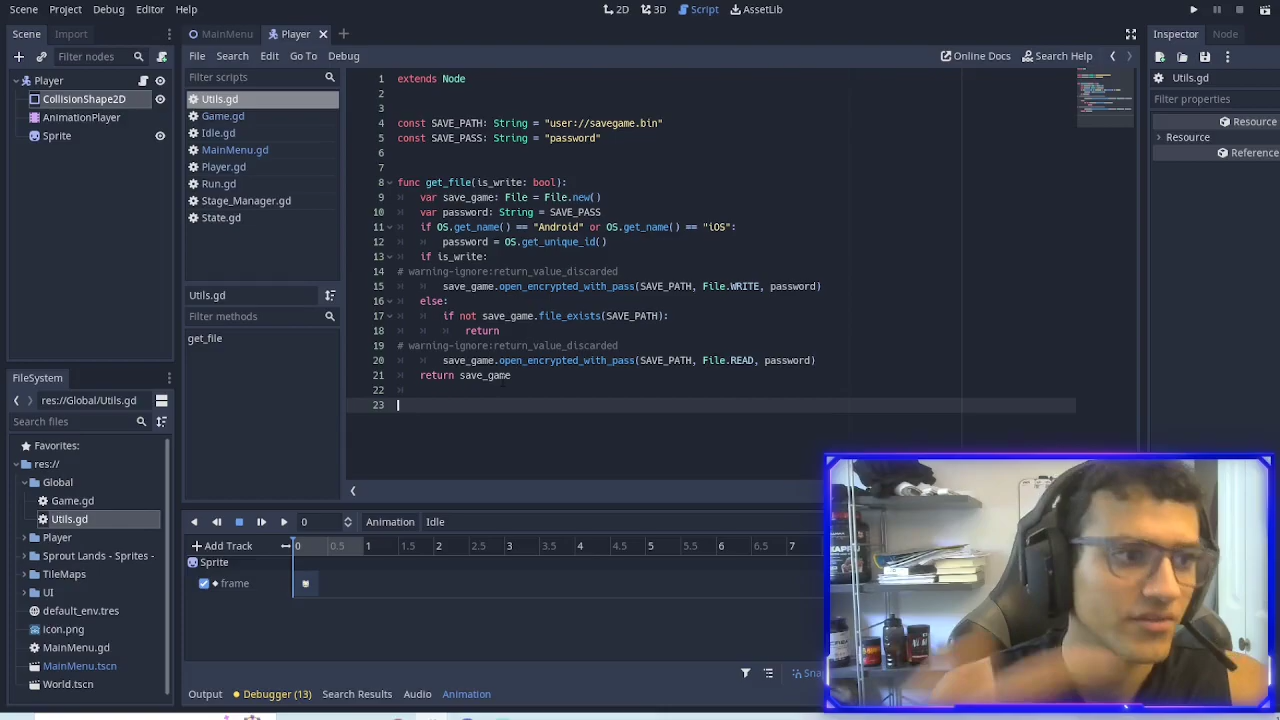 Scene Project Debug Editor Help
2D 3D Script AssetLib
Scene Import
MainMenu Player
Inspector Node
Filter nodes
File Search Edit Go To Debug
Online Docs Search Help
Player
CollisionShape2D
AnimationPlayer
Sprite
Filter scripts
Utils.gd
Game.gd
Idle.gd
MainMenu.gd
Player.gd
Run.gd
Stage_Manager.gd
State.gd
Utils.gd
Filter methods
get_file
1 extends Node
2
3
4 const SAVE_PATH: String = "user://savegame.bin"
5 const SAVE_PASS: String = "password"
6
7
8 func get_file(is_write: bool):
9 var save_game: File = File.new()
10 var password: String = SAVE_PASS
11 if OS.get_name() == "Android" or OS.get_name() == "iOS":
12 password = OS.get_unique_id()
13 if is_write:
14 # warning-ignore:return_value_discarded
15 save_game.open_encrypted_with_pass(SAVE_PATH, File.WRITE, password)
16 else:
17 if not save_game.file_exists(SAVE_PATH):
18 return
19 # warning-ignore:return_value_discarded
20 save_game.open_encrypted_with_pass(SAVE_PATH, File.READ, password)
21 return save_game
22
23
Utils.gd
Filter properties
Resource
Resource
Reference
FileSystem
res://Global/Utils.gd
Search files
Favorites:
res://
Global
Game.gd
Utils.gd
Player
Sprout Lands - Sprites -
TileMaps
UI
default_env.tres
icon.png
MainMenu.gd
MainMenu.tscn
World.tscn
0 Animation Idle
Add Track 0 0.5 1 1.5 2 2.5 3 3.5 4 4.5 5 5.5 6 6.5 7
Sprite
frame
Output Debugger (13) Search Results Audio Animation